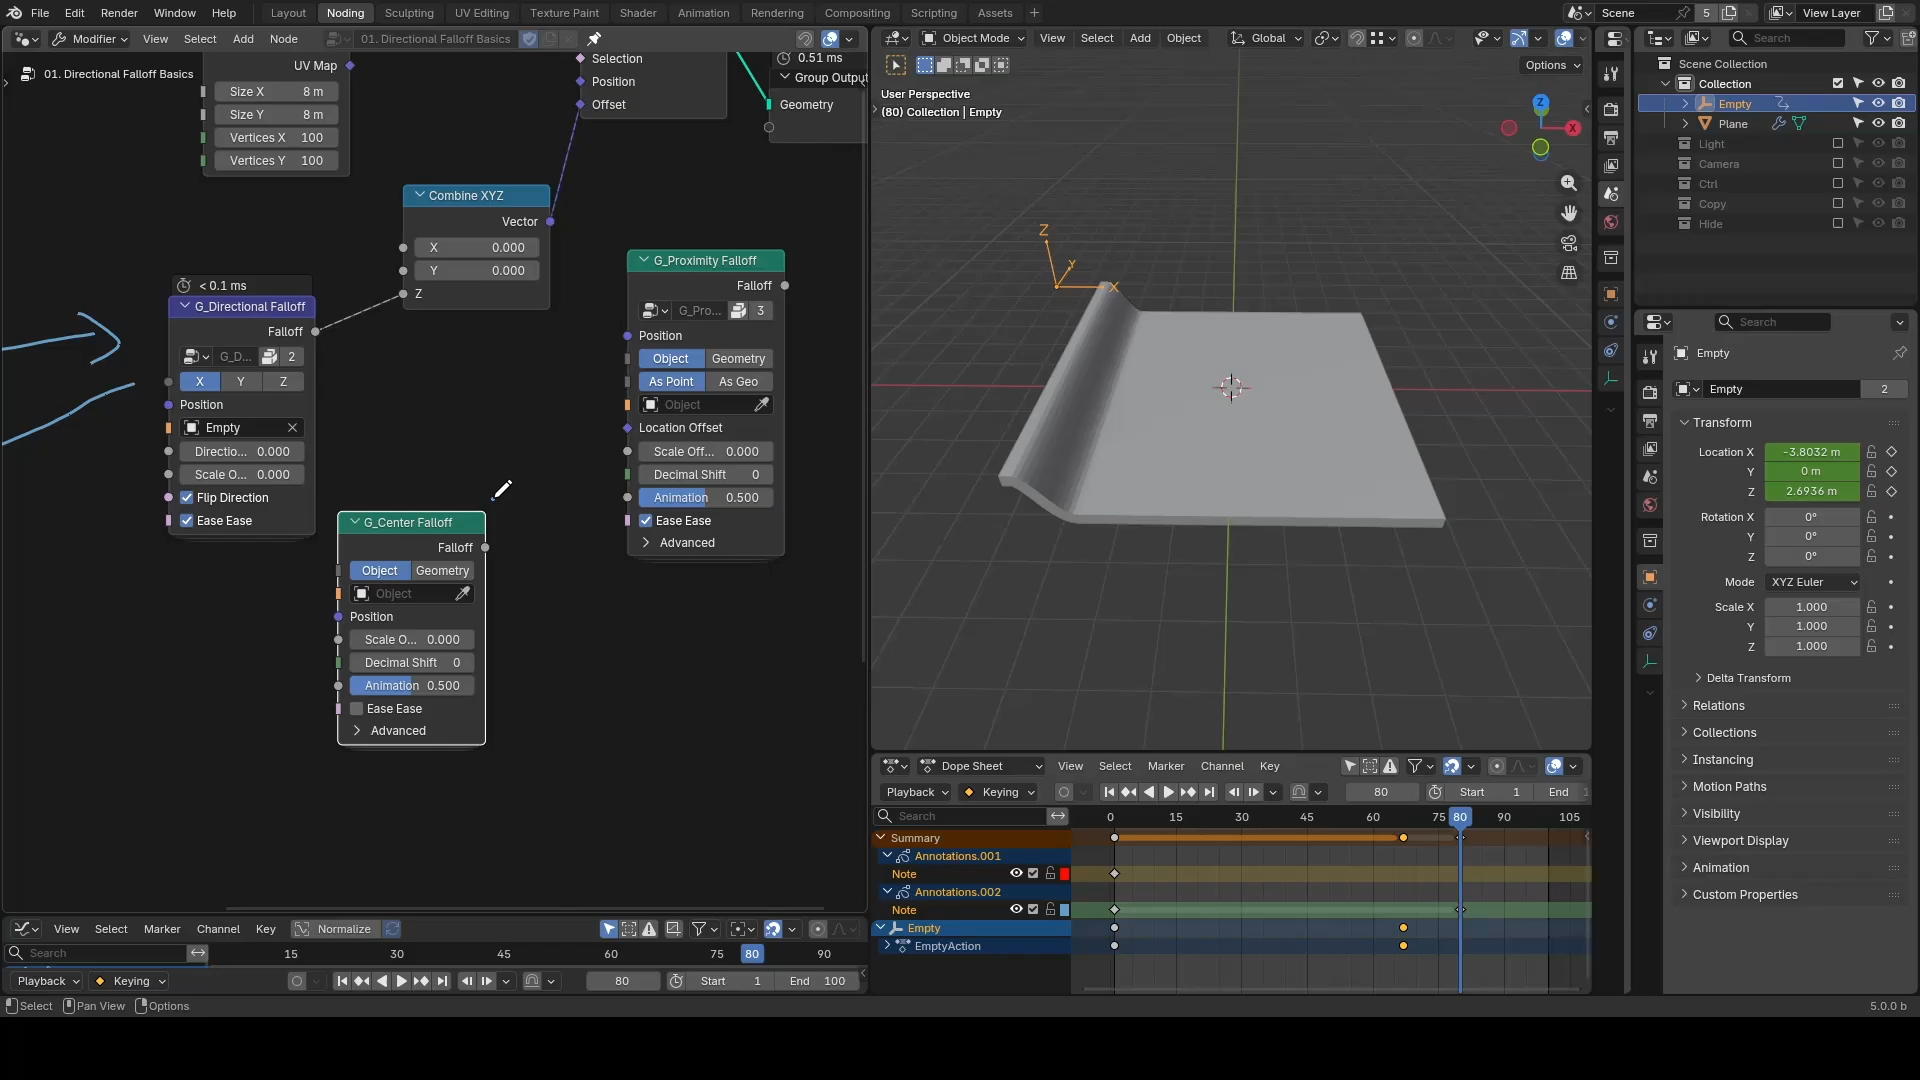 File Edit Render Window Help Layout Noding Sculpting UV Editing Texture Paint Shader Animation Rendering Compositing Scripting Assets + Scene 5 View Layer
Modifier View Select Add Node 01. Directional Falloff Basics
01. Directional Falloff Basics
UV Map
Size X 8 m
Size Y 8 m
Vertices X 100
Vertices Y 100
Selection
Position
Offset
0.51 ms
Group Output
Geometry
Combine XYZ
Vector
X 0.000
Y 0.000
Z
< 0.1 ms
G_Directional Falloff
Falloff
G_D... 2
X Y Z
Position
Empty
Directio... 0.000
Scale O... 0.000
Flip Direction
Ease Ease
G_Center Falloff
Falloff
Object Geometry
Object
Position
Scale O... 0.000
Decimal Shift 0
Animation 0.500
Ease Ease
Advanced
G_Proximity Falloff
Falloff
G_Pro... 3
Position
Object Geometry
As Point As Geo
Object
Location Offset
Scale Off... 0.000
Decimal Shift 0
Animation 0.500
Ease Ease
Advanced
View Select Marker Channel Key Normalize
Search 15 30 45 60 75 80 90
Playback Keying 80 Start 1 End 100
Select Pan View Options 5.0.0 b
Object Mode View Select Add Object Global
Options
User Perspective
(80) Collection | Empty
Z
X
Z
Y
X
Dope Sheet View Select Marker Channel Key
Playback Keying 80 Start 1 End
Search 0 15 30 45 60 75 80 90 105
Summary
Annotations.001
Note
Annotations.002
Note
Empty
EmptyAction
Search
Scene Collection
Collection
Empty
Plane
Light
Camera
Ctrl
Copy
Hide
Search
Empty
Empty 2
Transform
Location X -3.8032 m
Y 0 m
Z 2.6936 m
Rotation X 0°
Y 0°
Z 0°
Mode XYZ Euler
Scale X 1.000
Y 1.000
Z 1.000
Delta Transform
Relations
Collections
Instancing
Motion Paths
Visibility
Viewport Display
Animation
Custom Properties